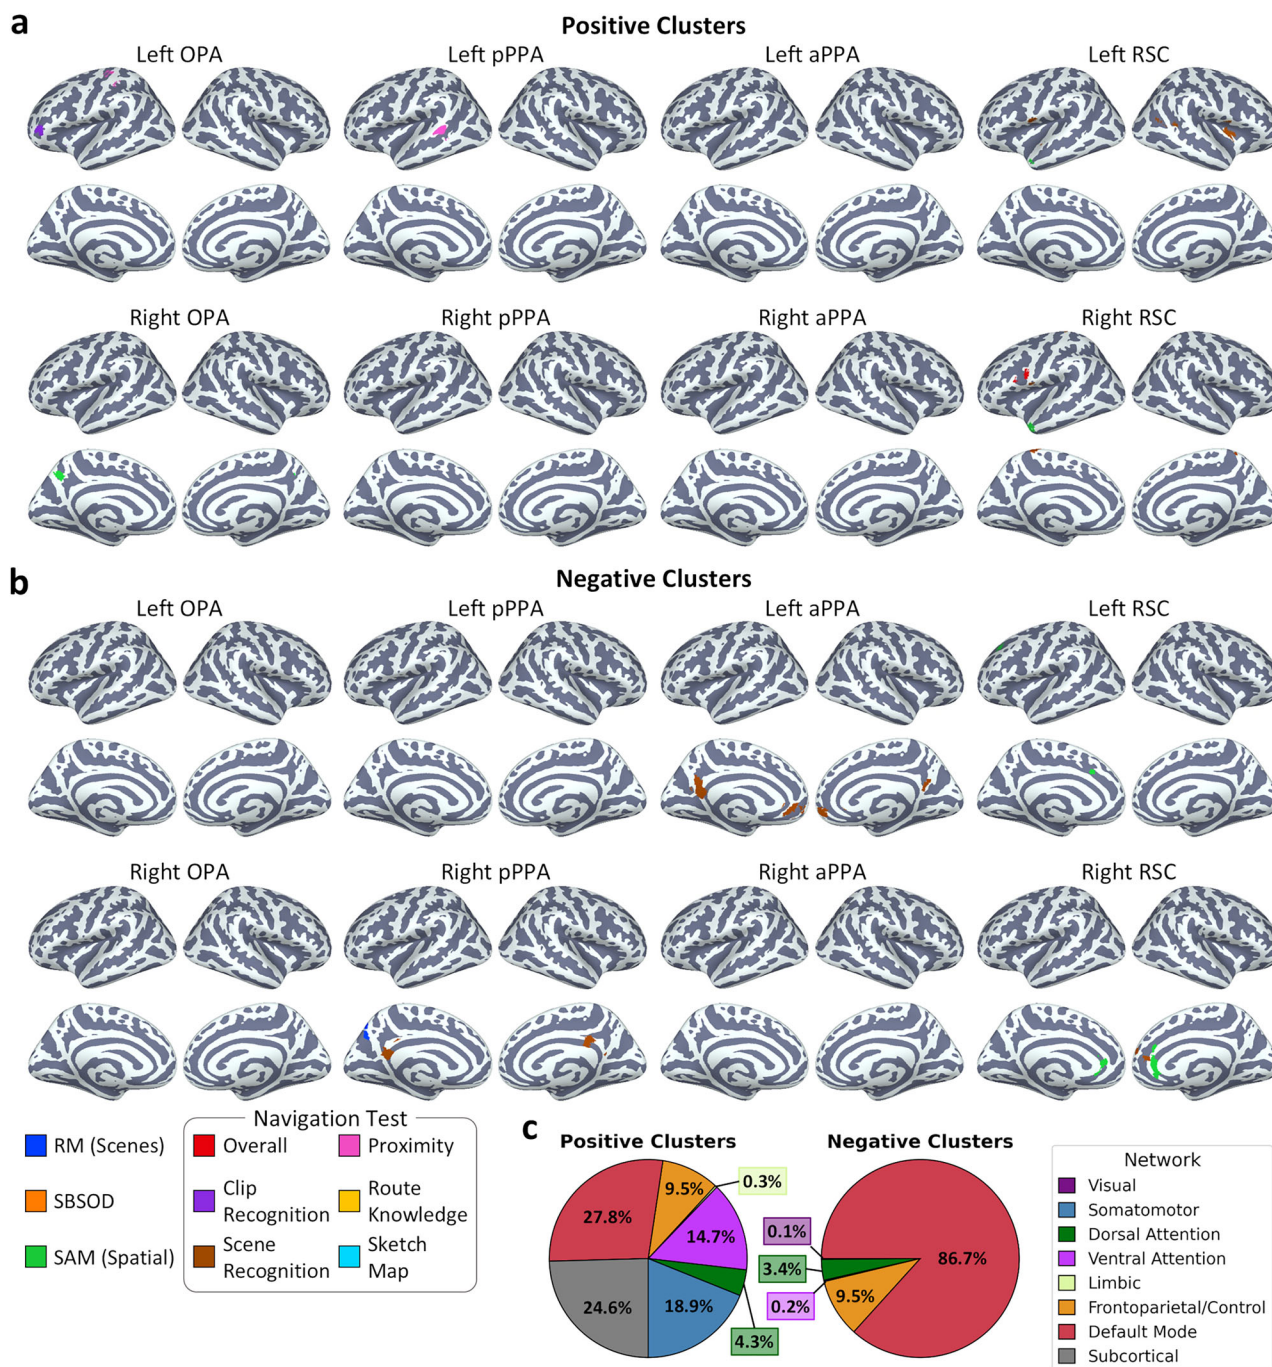 a
Positive Clusters
Left OPA
Left pPPA
Left aPPA
Left RSC
Right OPA
Right pPPA
Right aPPA
Right RSC
b
Negative Clusters
Left OPA
Left pPPA
Left aPPA
Left RSC
Right OPA
Right pPPA
Right aPPA
Right RSC
RM (Scenes)
SBSOD
SAM (Spatial)
Navigation Test
Overall
Proximity
Clip
Recognition
Route
Knowledge
Scene
Recognition
Sketch
Map
c
Positive Clusters
9.5%
0.3%
27.8%
14.7%
24.6%
18.9%
4.3%
Negative Clusters
0.1%
86.7%
3.4%
9.5%
0.2%
Network
Visual
Somatomotor
Dorsal Attention
Ventral Attention
Limbic
Frontoparietal/Control
Default Mode
Subcortical